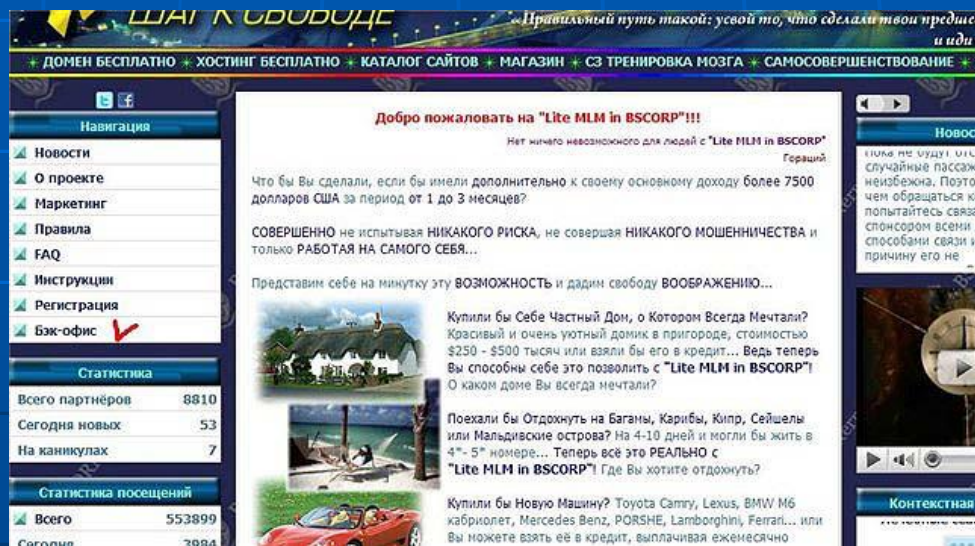 ШАГ К СВОБОДЕ
«Правильный путь такой: усвой то, что сделали твои
и иди
ДОМЕН БЕСПЛАТНО * ХОСТИНГ БЕСПЛАТНО * КАТАЛОГ САЙТОВ * МАГАЗИН * СЗ ТРЕНИРОВКА МОЗГА * САМОСОВЕРШЕНСТВОВАНИЕ *
Навигация
Новости
О проекте
Маркетинг
Правила
FAQ
Инструкции
Регистрация
Бэк-офис
Статистика
Всего партнёров 8810
Сегодня новых 53
На каникулах 7
Статистика посещений
Всего 553899
Сегодня 3984
Добро пожаловать на "Lite MLM in BSCORP"!!!
Нет ничего невозможного для людей с "Lite MLM in BSCORP"
Гораций
Что бы Вы сделали, если бы имели дополнительно к своему основному доходу более 7500
долларов США за период от 1 до 3 месяцев?
СОВЕРШЕННО не испытывая НИКАКОГО РИСКА, не совершая НИКАКОГО МОШЕННИЧЕСТВА и
только РАБОТАЯ НА САМОГО СЕБЯ...
Представим себе на минутку эту ВОЗМОЖНОСТЬ и дадим свободу ВООБРАЖЕНИЮ...
Купили бы Себе Частный Дом, о Котором Всегда Мечтали?
Красивый и очень уютный домик в пригороде, стоимостью
$250 - $500 тысяч или взяли бы его в кредит... Ведь теперь
Вы способны себе это позволить с "Lite MLM in BSCORP"!
О каком доме Вы всегда мечтали?
Поехали бы Отдохнуть на Багамы, Карибы, Кипр, Сейшелы
или Мальдивские острова? На 4-10 дней и могли бы жить в
4*- 5* номере... Теперь всё это РЕАЛЬНО с
"Lite MLM in BSCORP"! Где Вы хотите отдохнуть?
Купили бы Новую Машину? Toyota Camry, Lexus, BMW M6
кабриолет, Mercedes Benz, PORSHE, Lamborghini, Ferrari... или
Вы можете взять её в кредит, выплачивая ежемесячно
Новос
пока не будут отс
случайные пассаж
неизбежна. Поэто
чем обращаться к
попытайтесь связа
спонсором всеми
способами связи и
причину его не
Контекстная